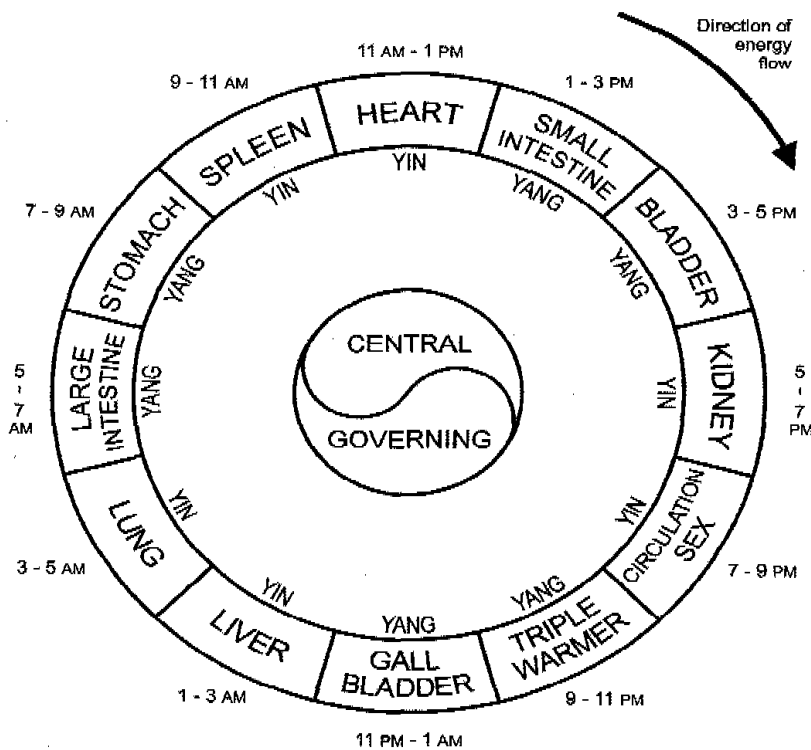 Direction of
energy
flow
11 AM - 1 PM
HEART
YIN
1 - 3 PM
SMALL
INTESTINE
YANG
3 - 5 PM
BLADDER
YANG
5 - 7 PM
KIDNEY
YIN
7 - 9 PM
CIRCULATION
SEX
YIN
9 - 11 PM
TRIPLE
WARMER
YANG
11 PM - 1 AM
GALL
BLADDER
YANG
1 - 3 AM
LIVER
YIN
3 - 5 AM
LUNG
YIN
5 - 7 AM
LARGE
INTESTINE
YANG
7 - 9 AM
STOMACH
YANG
9 - 11 AM
SPLEEN
YIN
CENTRAL
GOVERNING